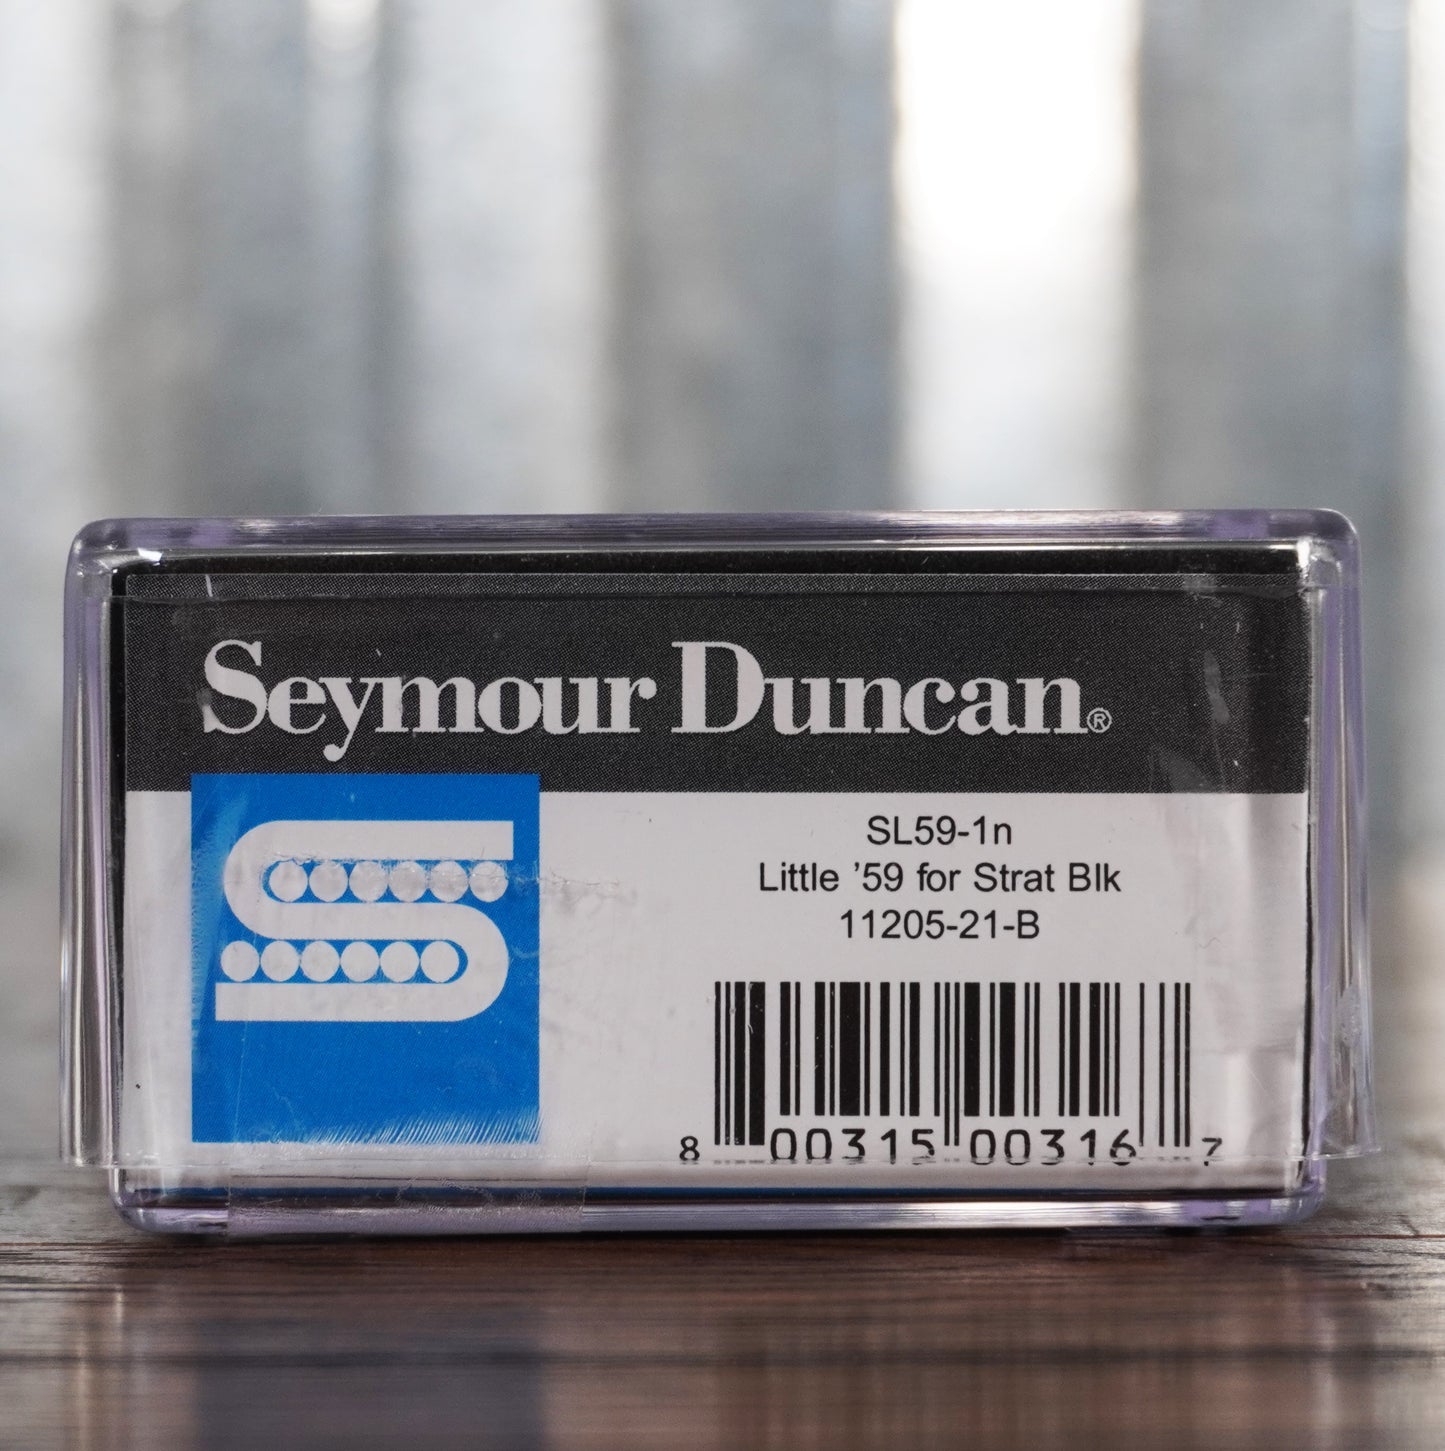 Seymour Duncan®
SL59-1n
Little ’59 for Strat Blk
11205-21-B
8 00315 00316 7